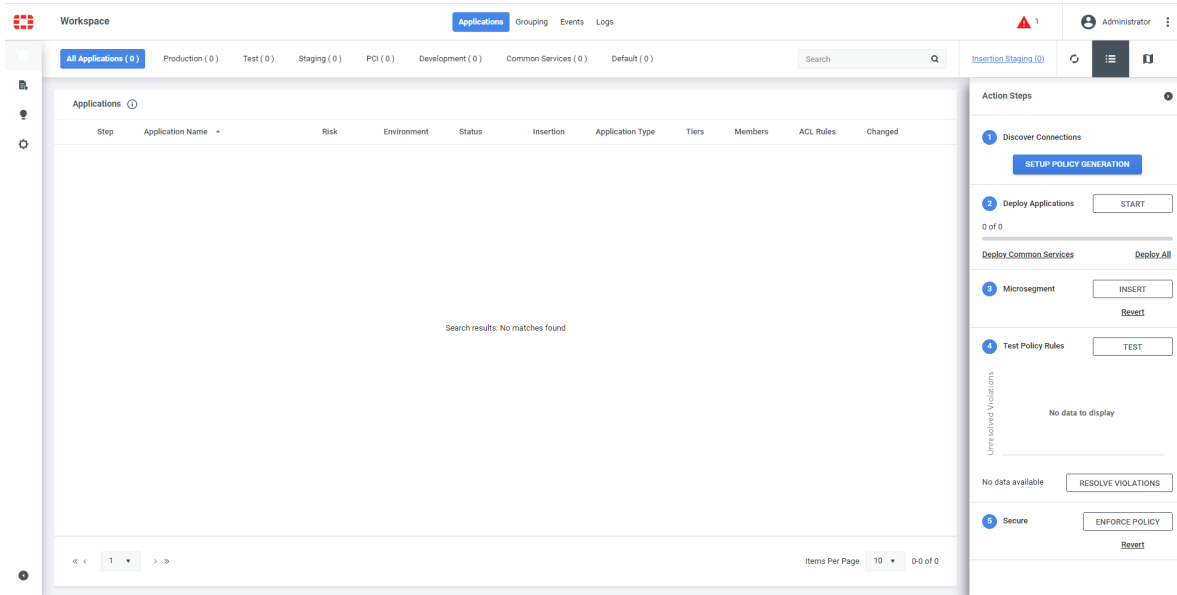 Workspace
Applications Grouping Events Logs
1 Administrator
All Applications ( 0 ) Production ( 0 ) Test ( 0 ) Staging ( 0 ) PCI ( 0 ) Development ( 0 ) Common Services ( 0 ) Default ( 0 )
Search
Insertion Staging (0)
Applications
Step Application Name Risk Environment Status Insertion Application Type Tiers Members ACL Rules Changed
Search results: No matches found
« < 1 > »
Items Per Page 10 0-0 of 0
Action Steps
1 Discover Connections
SETUP POLICY GENERATION
2 Deploy Applications START
0 of 0
Deploy Common Services Deploy All
3 Microsegment INSERT
Revert
4 Test Policy Rules TEST
Unresolved Violations
No data to display
No data available RESOLVE VIOLATIONS
5 Secure ENFORCE POLICY
Revert